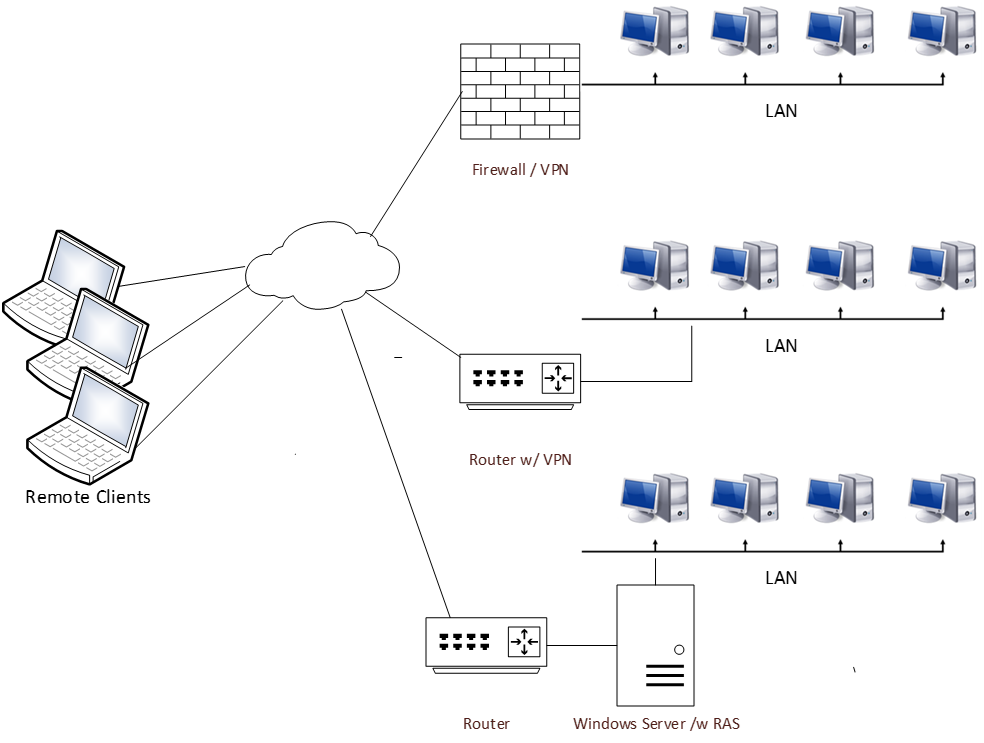 LAN
Firewall / VPN
LAN
Router w/ VPN
Remote Clients
LAN
Router
Windows Server /w RAS